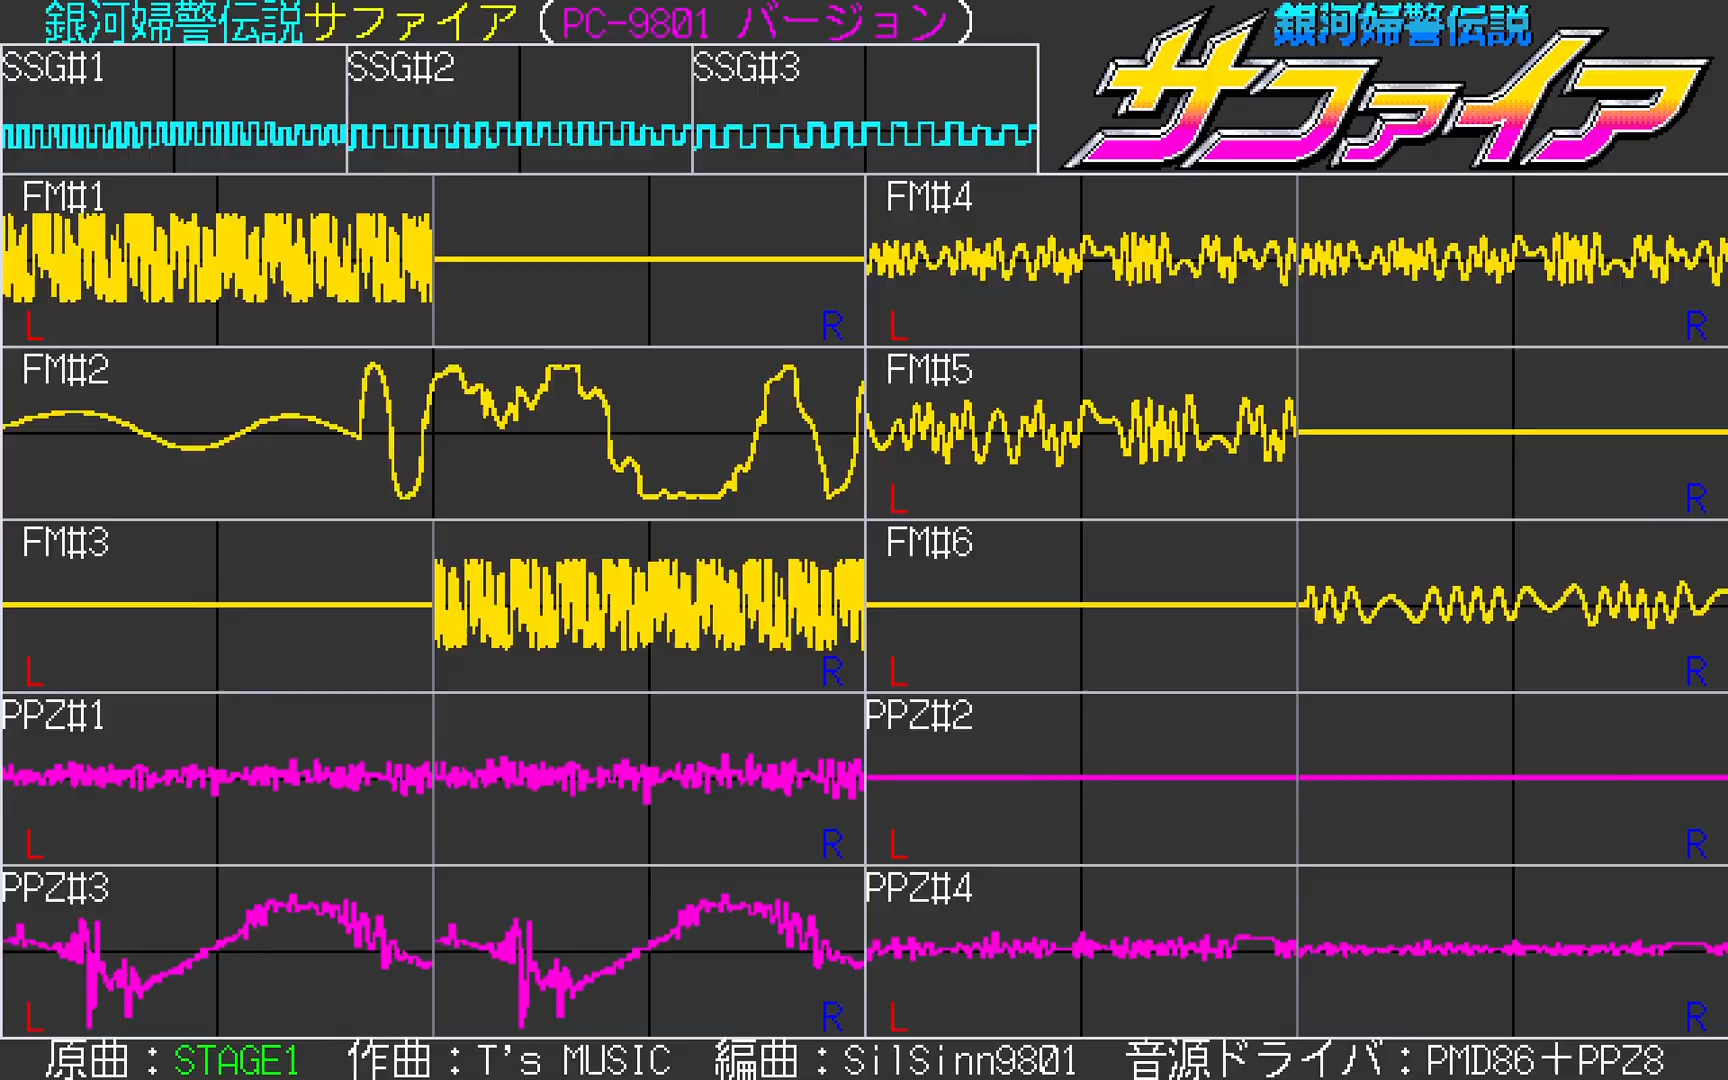 銀河婦警伝説サファイア(PC-9801 バージョン)
銀河婦警伝説
サファイア
SSG#1 SSG#2 SSG#3
FM#1 FM#4
L R L R
FM#2 FM#5
L R
FM#3 FM#6
L R L R
PPZ#1 PPZ#2
L R L R
PPZ#3 PPZ#4
L R L R
原曲:STAGE1 作曲:T's MUSIC 編曲:SilSinn9801 音源ドライバ:PMD86+PPZ8